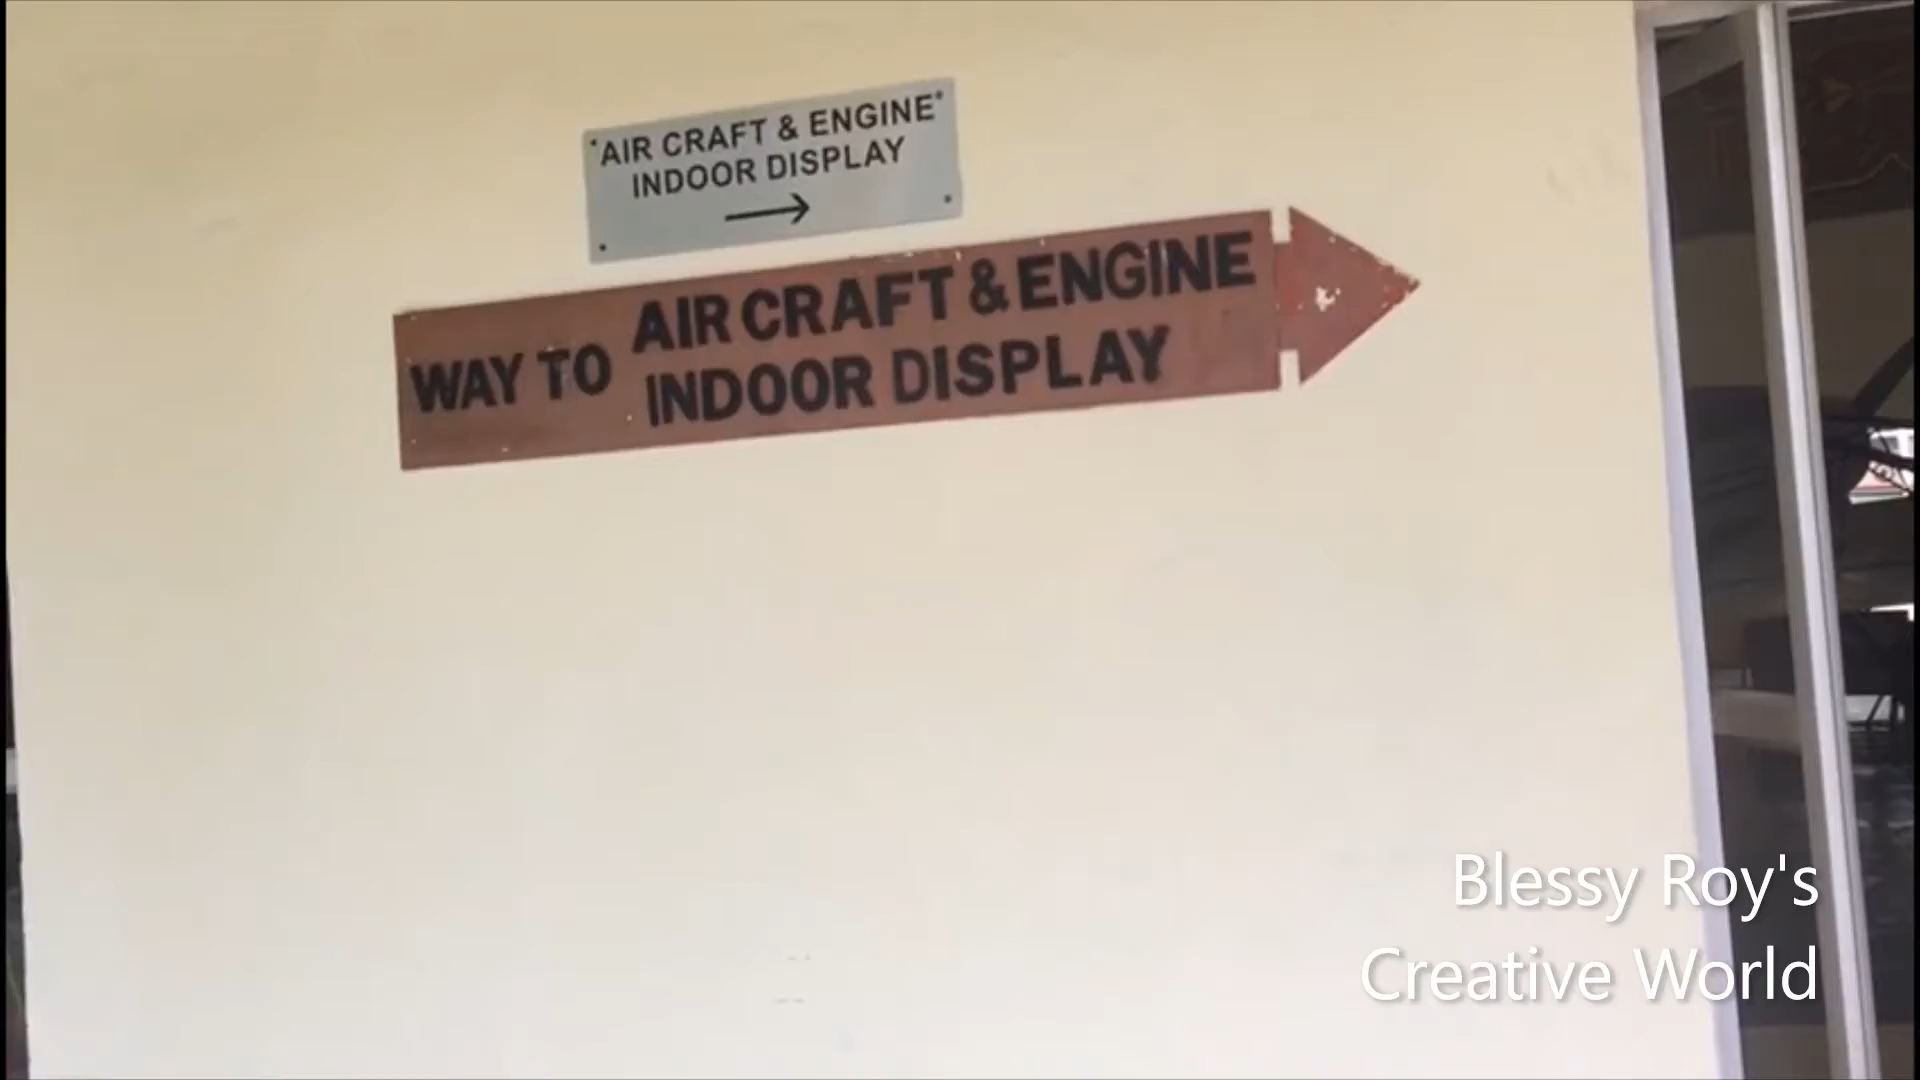 AIR CRAFT & ENGINE
INDOOR DISPLAY
WAY TO AIR CRAFT & ENGINE
INDOOR DISPLAY
Blessy Roy's
Creative World